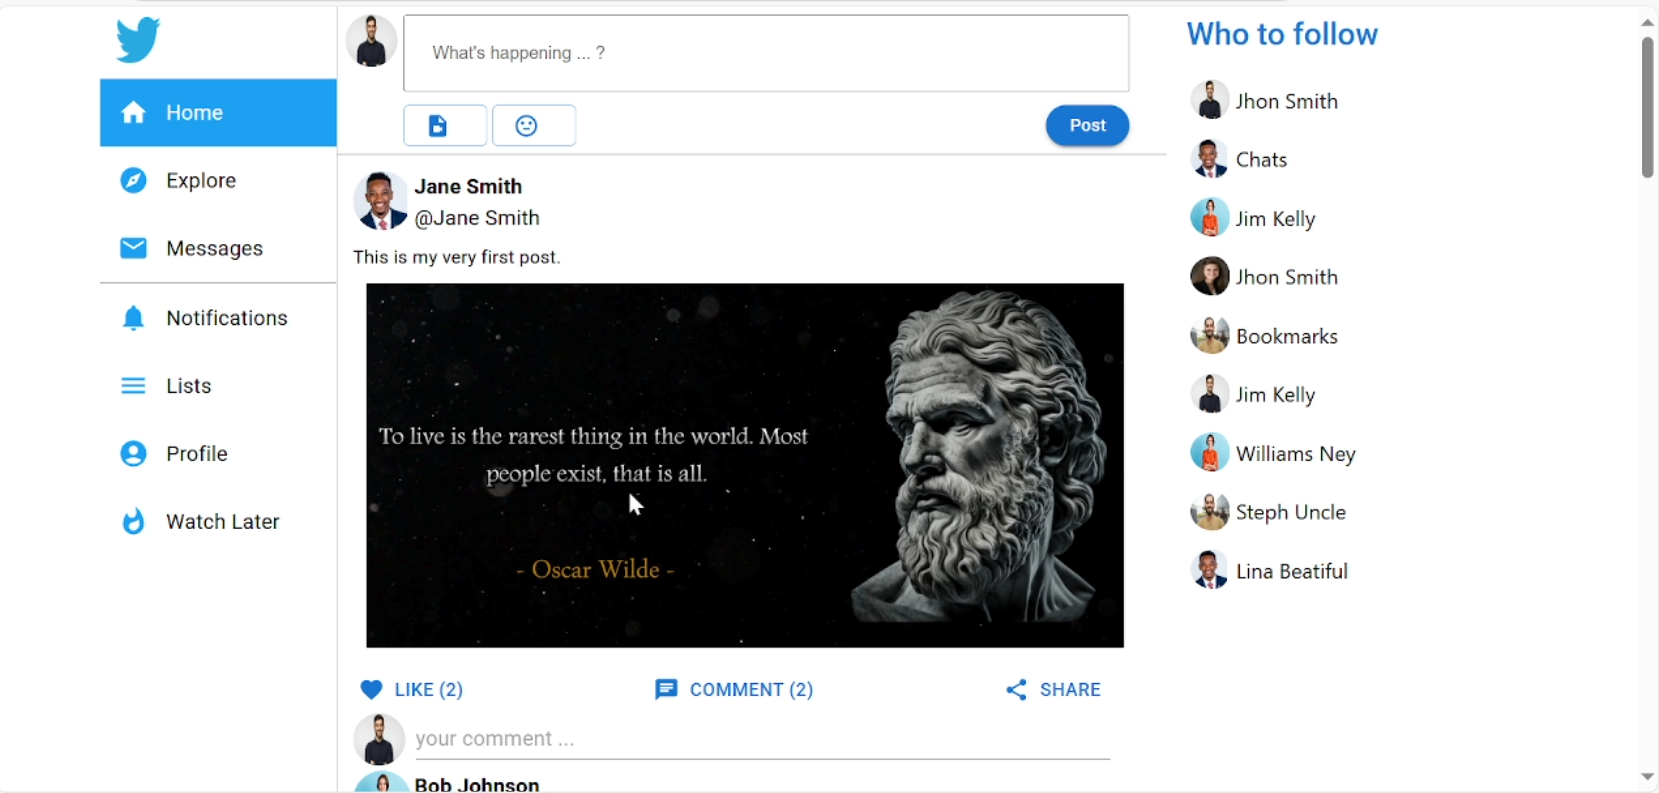 Home
Explore
Messages
Notifications
Lists
Profile
Watch Later
What's happening ... ?
Post
Jane Smith
@Jane Smith
This is my very first post.
To live is the rarest thing in the world. Most
people exist, that is all.
- Oscar Wilde -
LIKE (2)
COMMENT (2)
SHARE
your comment ...
Bob Johnson
Who to follow
Jhon Smith
Chats
Jim Kelly
Jhon Smith
Bookmarks
Jim Kelly
Williams Ney
Steph Uncle
Lina Beatiful